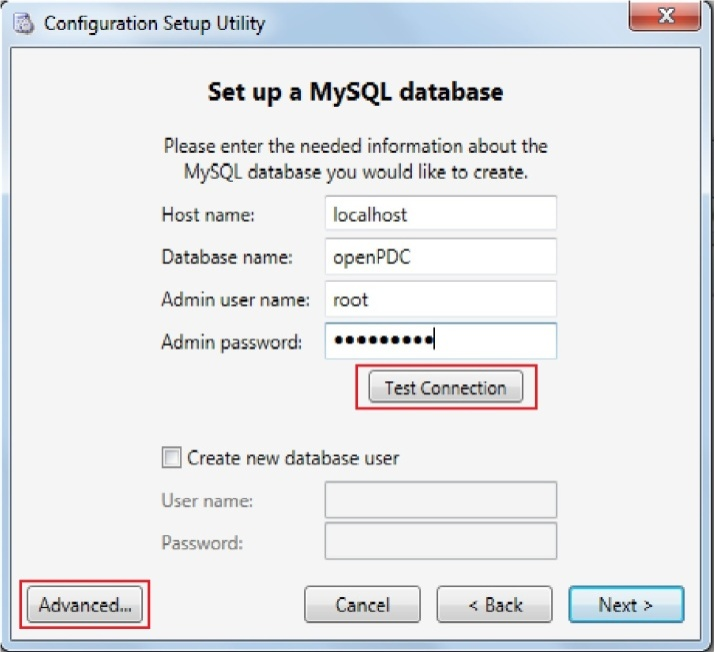 Configuration Setup Utility
X
Set up a MySQL database
Please enter the needed information about the
MySQL database you would like to create.
Host name: localhost
Database name: openPDC
Admin user name: root
Admin password: ●●●●●●●●●
Test Connection
Create new database user
User name:
Password:
Advanced... Cancel < Back Next >